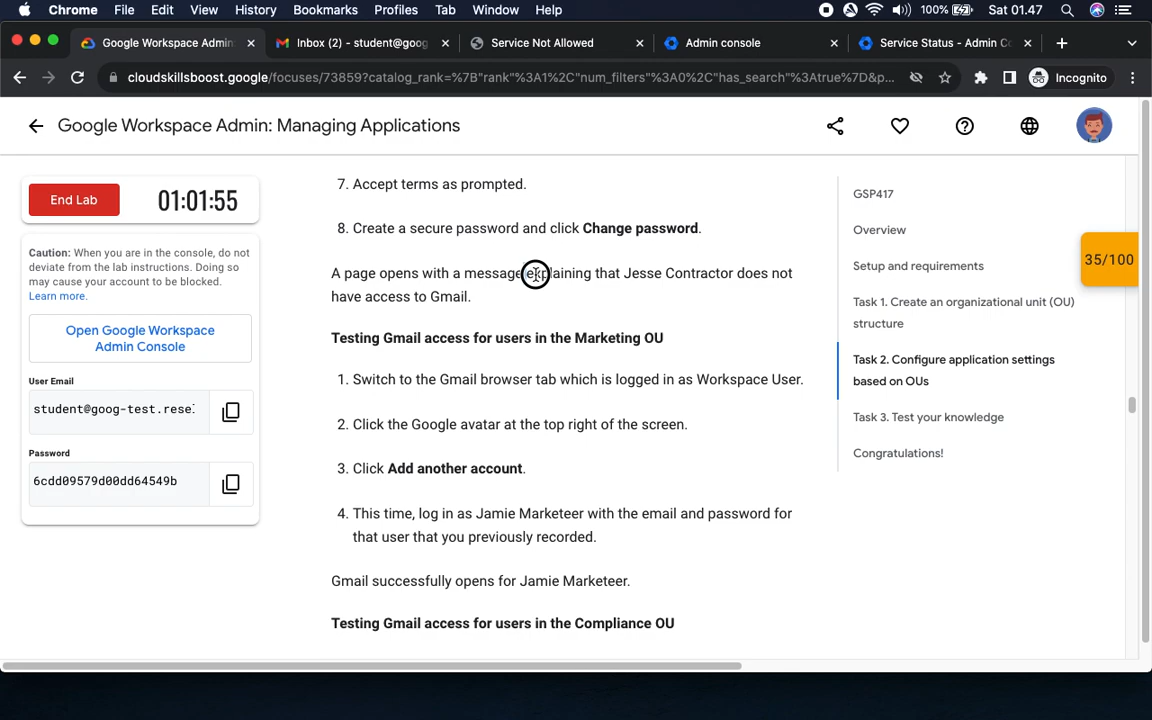 Chrome File Edit View History Bookmarks Profiles Tab Window Help 100% Sat 01.47
Google Workspace Admin: Inbox (2) - student@goog Service Not Allowed Admin console Service Status - Admin Co
cloudskillsboost.google/focuses/73859?catalog_rank=%7B"rank"%3A1%2C"num_filters"%3A0%2C"has_search"%3Atrue%7D&p... Incognito
Google Workspace Admin: Managing Applications
End Lab 01:01:55
Caution: When you are in the console, do not
deviate from the lab instructions. Doing so
may cause your account to be blocked.
Learn more.
Open Google Workspace
Admin Console
User Email
student@goog-test.rese
Password
6cdd09579d00dd64549b
7. Accept terms as prompted.
8. Create a secure password and click Change password.
A page opens with a message explaining that Jesse Contractor does not
have access to Gmail.
Testing Gmail access for users in the Marketing OU
1. Switch to the Gmail browser tab which is logged in as Workspace User.
2. Click the Google avatar at the top right of the screen.
3. Click Add another account.
4. This time, log in as Jamie Marketeer with the email and password for
that user that you previously recorded.
Gmail successfully opens for Jamie Marketeer.
Testing Gmail access for users in the Compliance OU
GSP417
Overview
Setup and requirements
Task 1. Create an organizational unit (OU)
structure
Task 2. Configure application settings
based on OUs
Task 3. Test your knowledge
Congratulations!
35/100